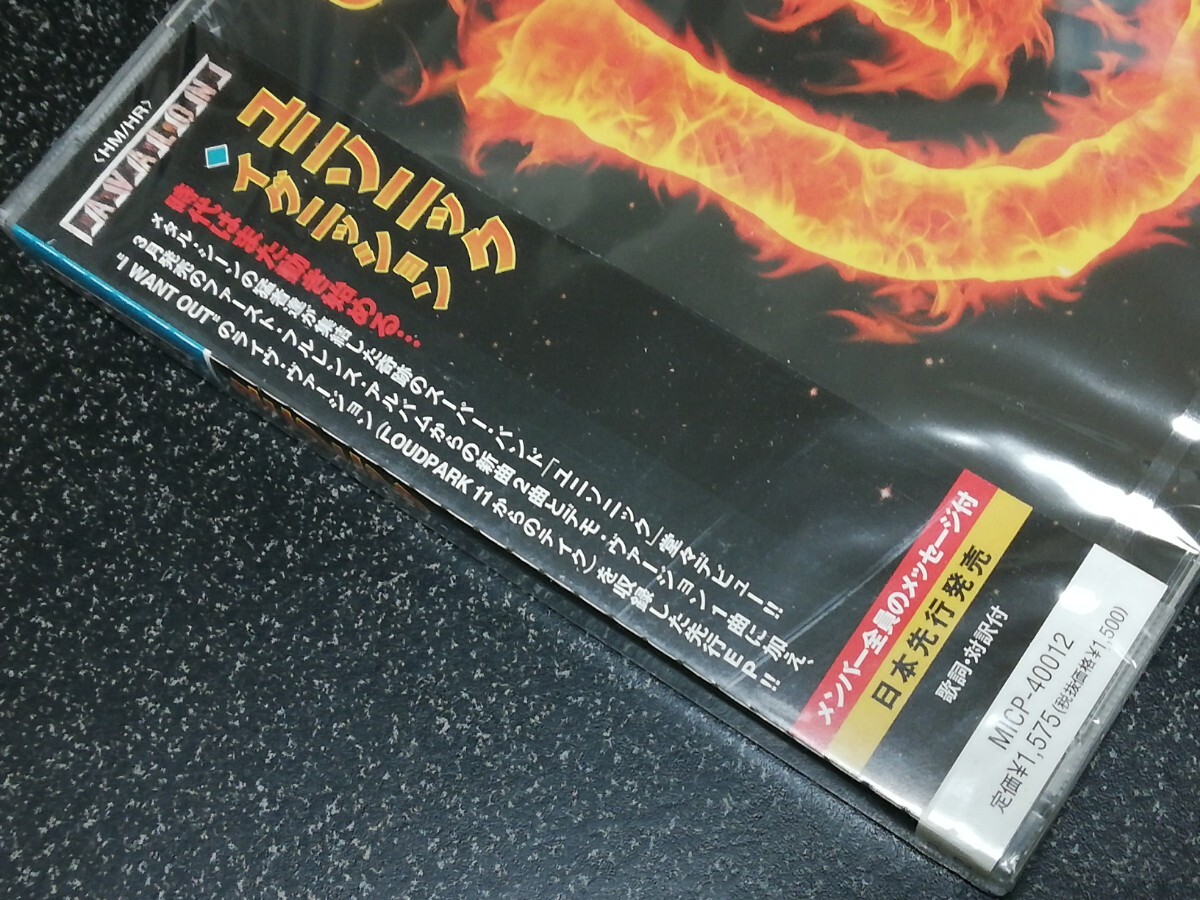 〈HM/HR〉
AVALON
ユニソニック
イグニッション
時代はまた動き始める…
メタル・シーンの猛者達が集結した奇跡のスーパー・バンド「ユニソニック」堂々デビュー!!
3月発売のファースト・フルレンス・アルバムからの新曲2曲とデモ・ヴァージョン1曲に加え、
"I WANT OUT"のライヴ・ヴァージョン(LOUDPARK 11からのテイク)を収録した先行EP!!
メンバー全員のメッセージ付
日本先行発売
歌詞・対訳付
MICP-40012
定価¥1,575(税抜価格¥1,500)